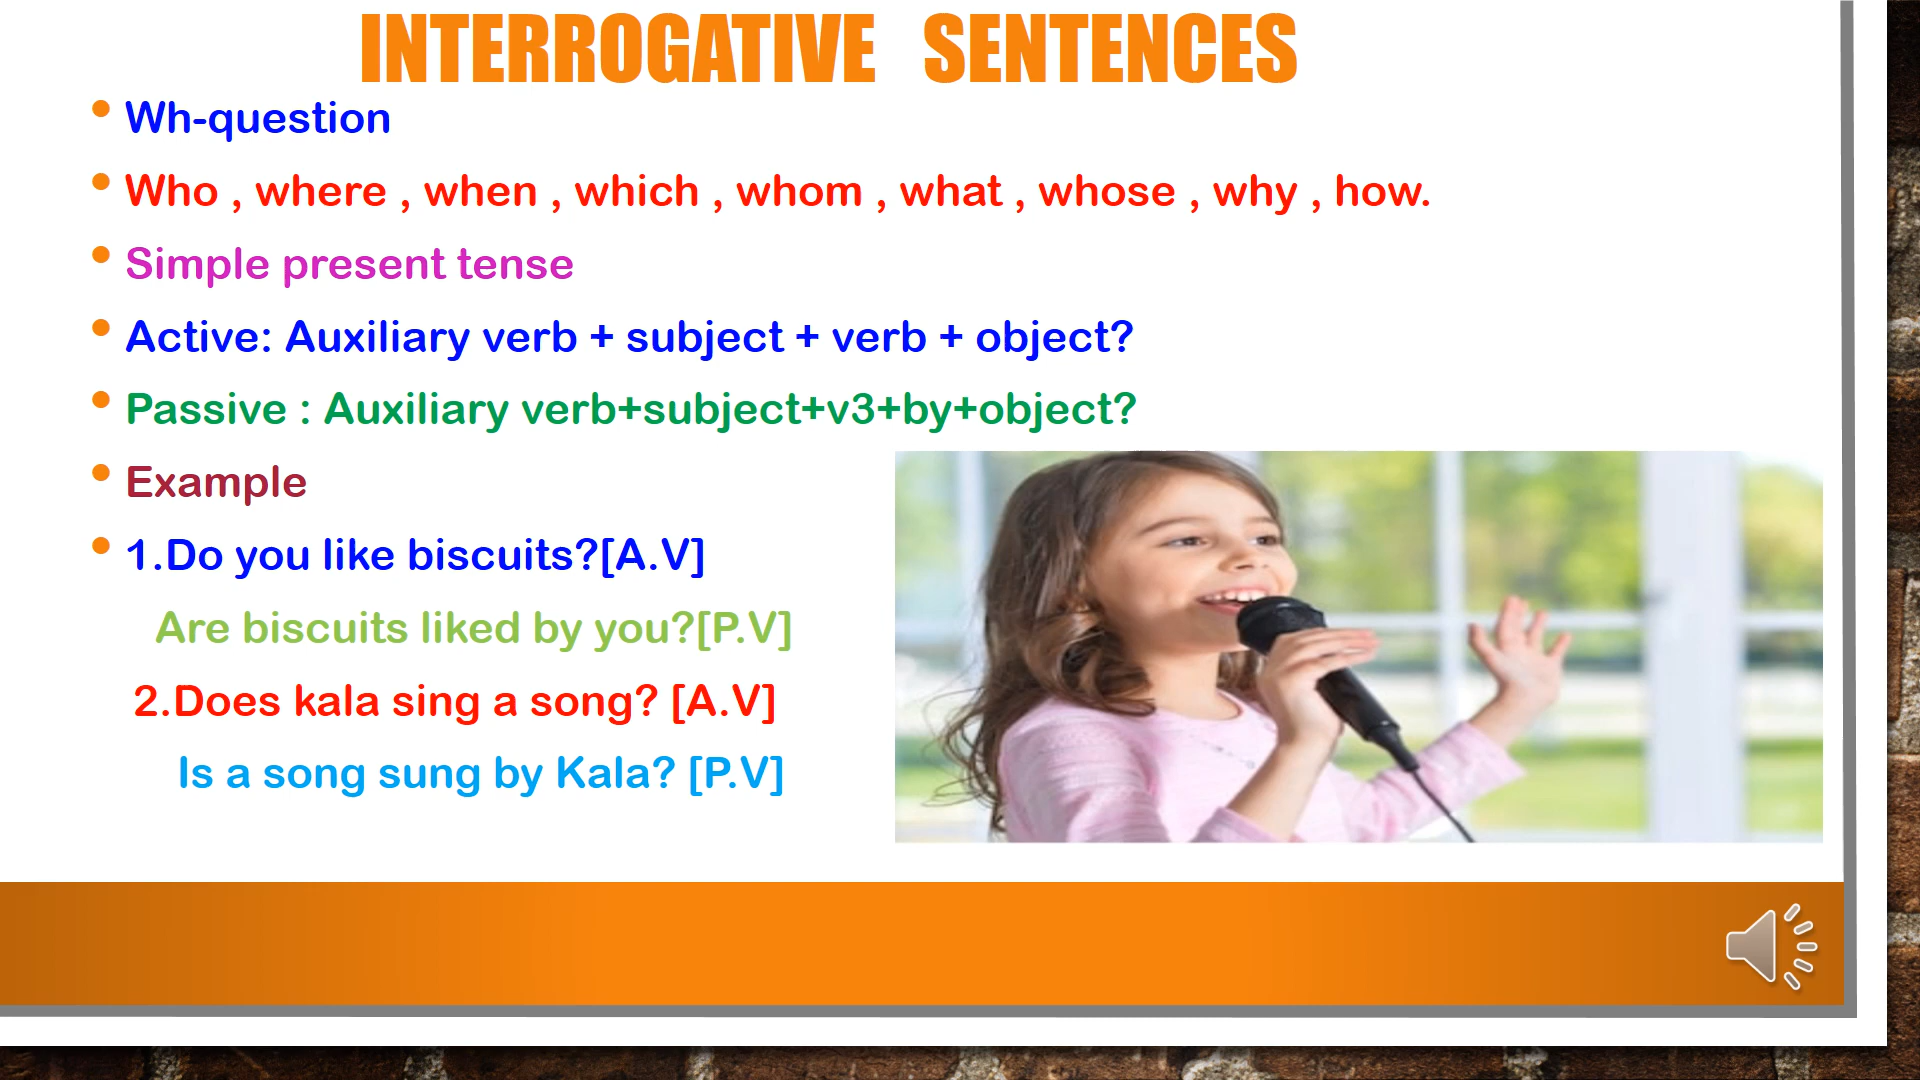 INTERROGATIVE SENTENCES
Wh-question
Who , where , when , which , whom , what , whose , why , how.
Simple present tense
Active: Auxiliary verb + subject + verb + object?
Passive : Auxiliary verb+subject+v3+by+object?
Example
1.Do you like biscuits?[A.V]
Are biscuits liked by you?[P.V]
2.Does kala sing a song? [A.V]
Is a song sung by Kala? [P.V]